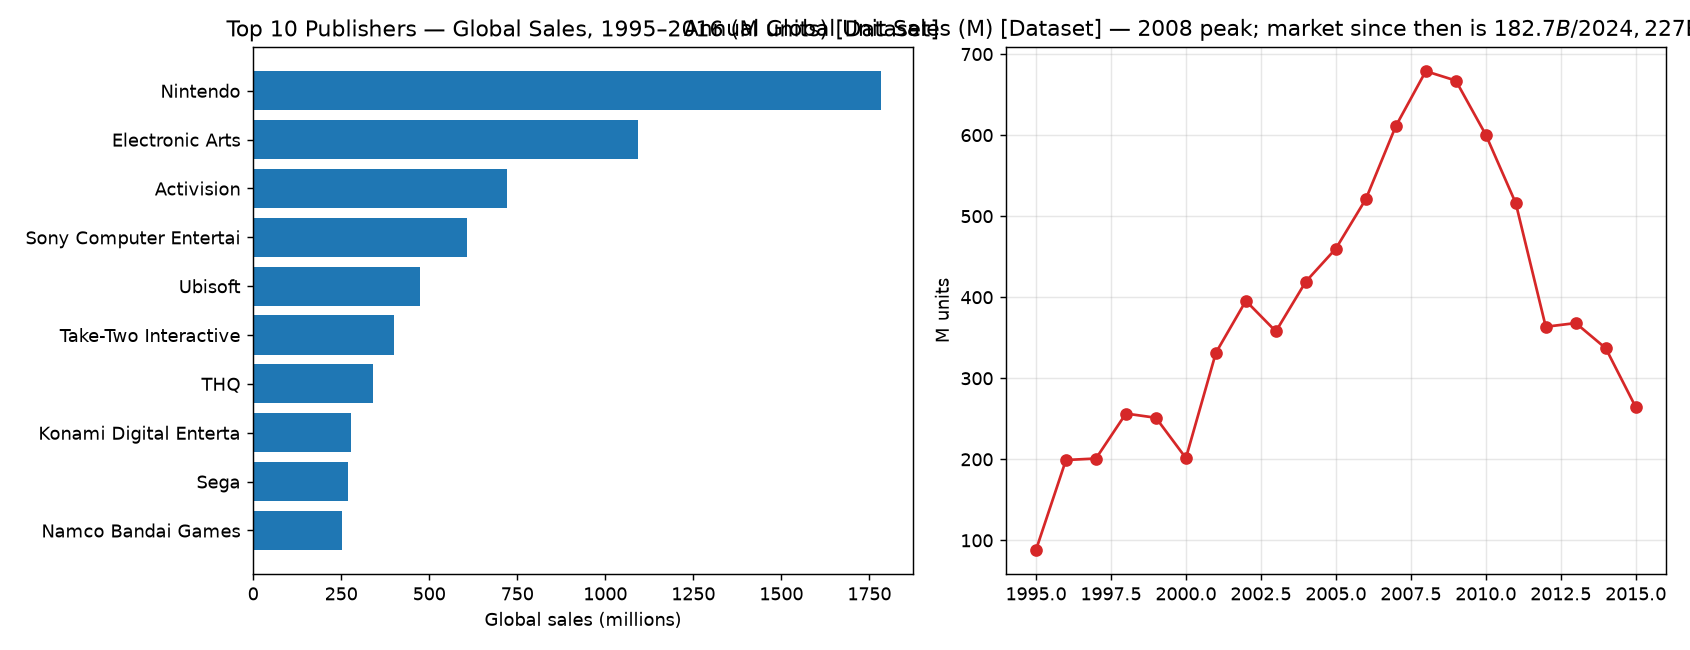 Top 10 Publishers — Global Sales, 1995–2016 (M units) [Dataset]
Annual Global Unit Sales (M) [Dataset] — 2008 peak; market since then is 182.7B/2024, 227
Nintendo
Electronic Arts
Activision
Sony Computer Entertai
Ubisoft
Take-Two Interactive
THQ
Konami Digital Enterta
Sega
Namco Bandai Games
0 250 500 750 1000 1250 1500 1750
Global sales (millions)
M units
700
600
500
400
300
200
100
1995.0 1997.5 2000.0 2002.5 2005.0 2007.5 2010.0 2012.5 2015.0